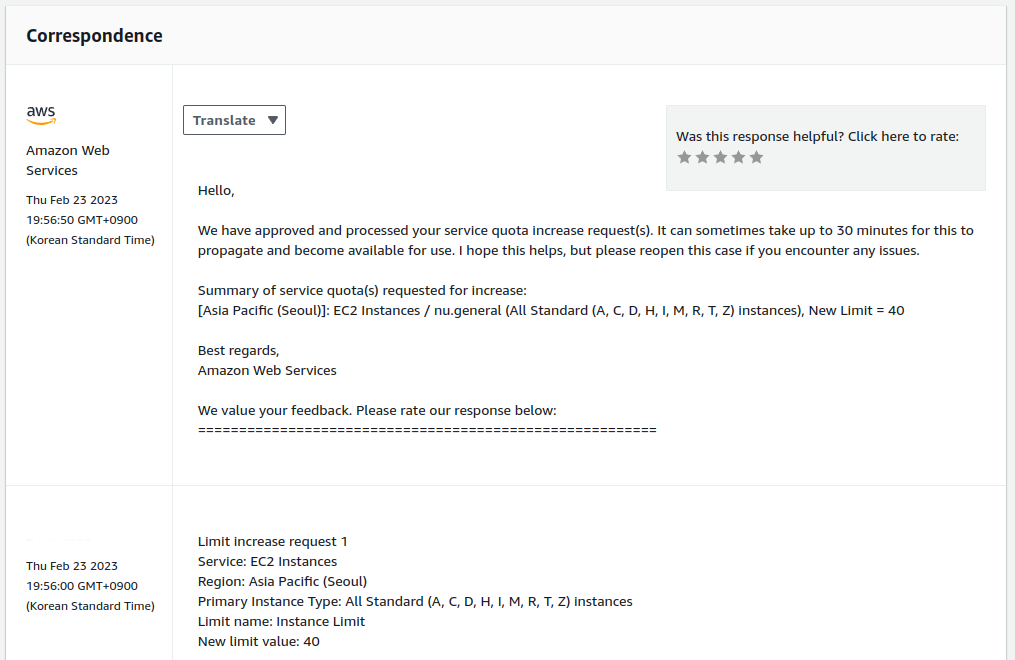 Correspondence
aws
Amazon Web
Services
Thu Feb 23 2023
19:56:50 GMT+0900
(Korean Standard Time)
Translate
Was this response helpful? Click here to rate:
Hello,
We have approved and processed your service quota increase request(s). It can sometimes take up to 30 minutes for this to
propagate and become available for use. I hope this helps, but please reopen this case if you encounter any issues.
Summary of service quota(s) requested for increase:
[Asia Pacific (Seoul)]: EC2 Instances / nu.general (All Standard (A, C, D, H, I, M, R, T, Z) instances), New Limit = 40
Best regards,
Amazon Web Services
We value your feedback. Please rate our response below:
========================================================
Thu Feb 23 2023
19:56:00 GMT+0900
(Korean Standard Time)
Limit increase request 1
Service: EC2 Instances
Region: Asia Pacific (Seoul)
Primary Instance Type: All Standard (A, C, D, H, I, M, R, T, Z) instances
Limit name: Instance Limit
New limit value: 40